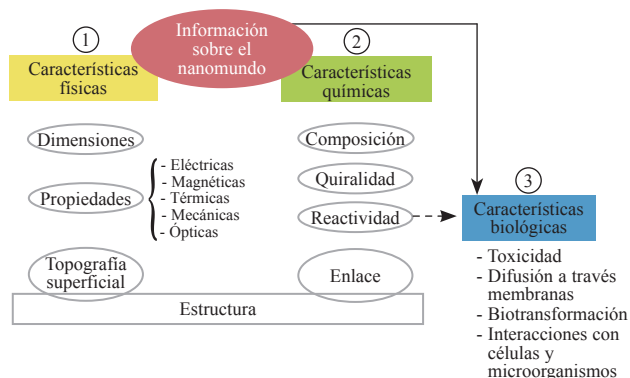 Información
sobre el
nanomundo
1
Características
físicas
Dimensiones
Propiedades
- Eléctricas
- Magnéticas
- Térmicas
- Mecánicas
- Ópticas
Topografía
superficial
2
Características
químicas
Composición
Quiralidad
Reactividad
Enlace
Estructura
3
Características
biológicas
- Toxicidad
- Difusión a través
membranas
- Biotransformación
- Interacciones con
células y
microorganismos